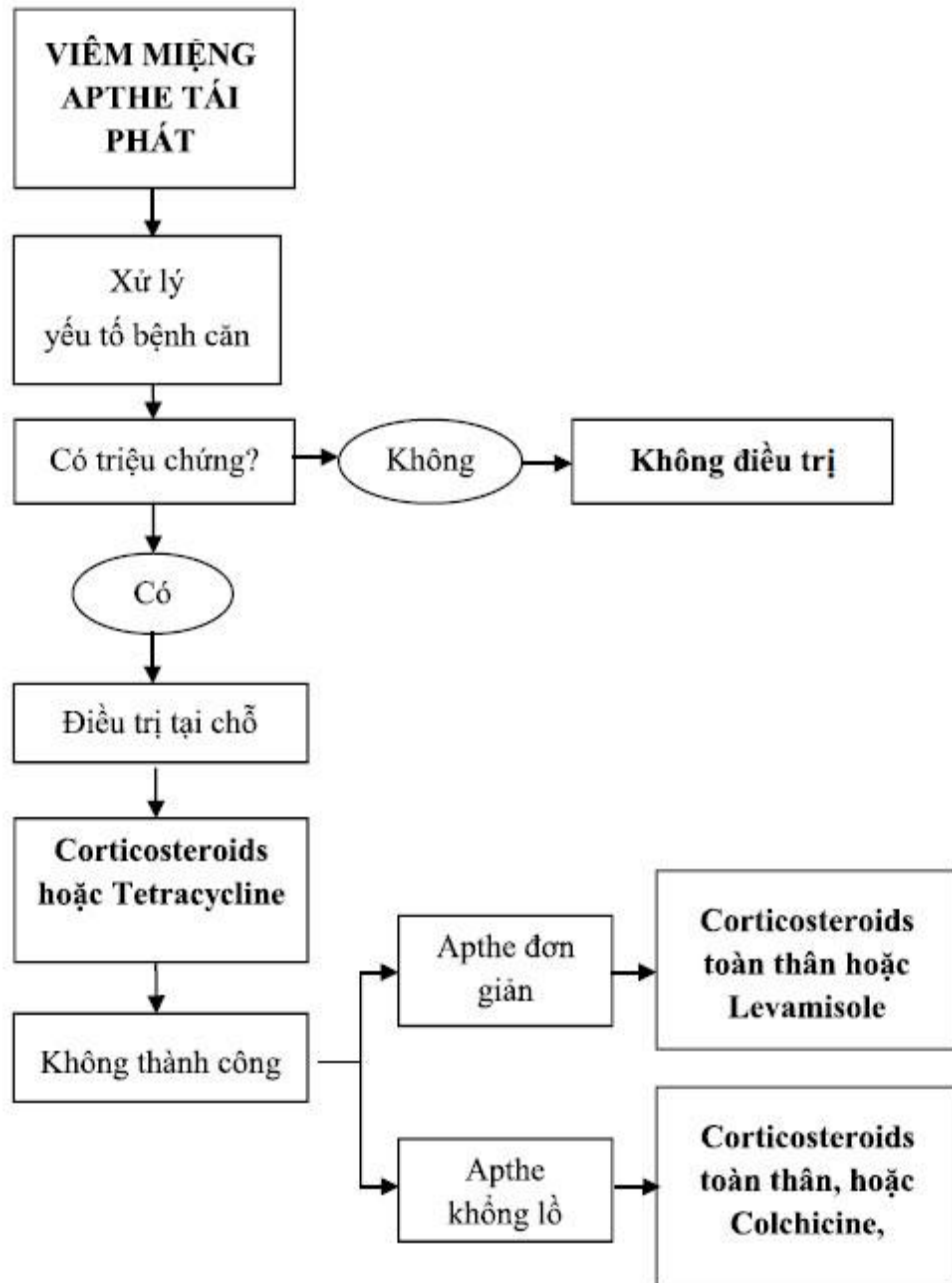 VIÊM MIỆNG
APTHE TÁI
PHÁT
Xử lý
yếu tố bệnh căn
Có triệu chứng?
Không
Không điều trị
Có
Điều trị tại chỗ
Corticosteroids
hoặc Tetracycline
Không thành công
Apthe đơn
giản
Corticosteroids
toàn thân hoặc
Levamisole
Apthe
khổng lồ
Corticosteroids
toàn thân, hoặc
Colchicine,